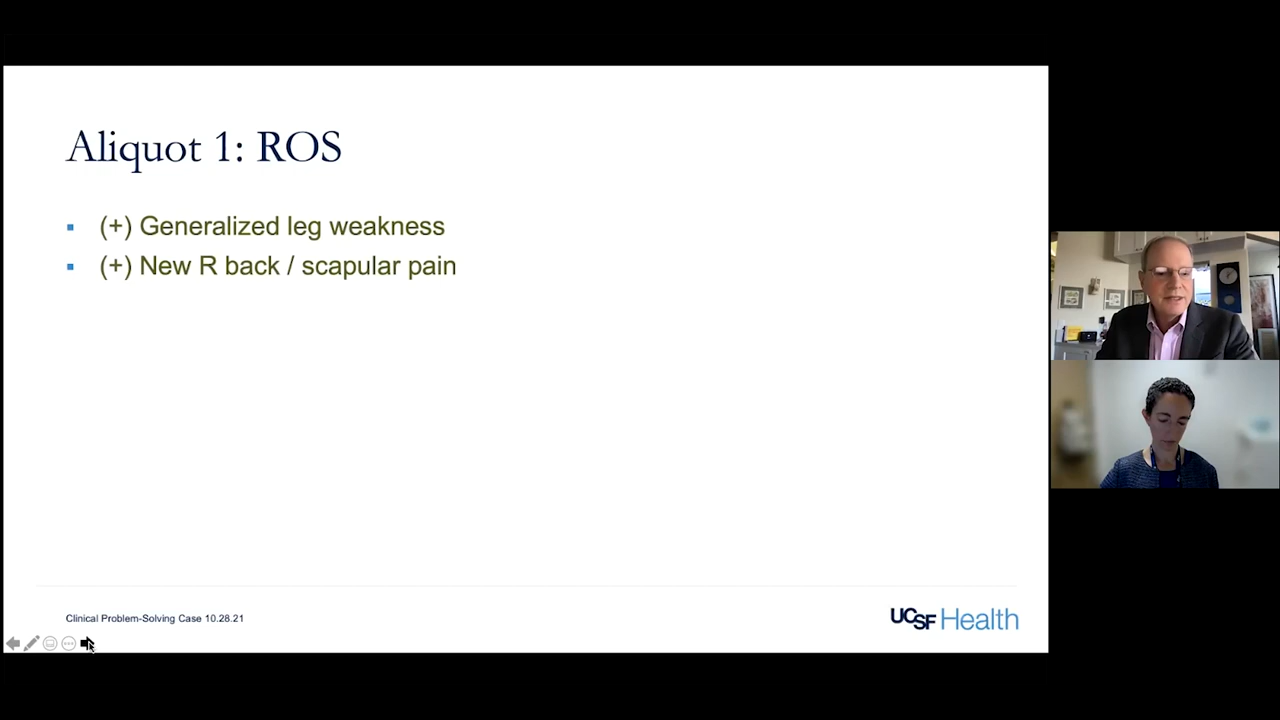 Aliquot 1: ROS
(+) Generalized leg weakness
(+) New R back / scapular pain
Clinical Problem-Solving Case 10.28.21
UCSF Health